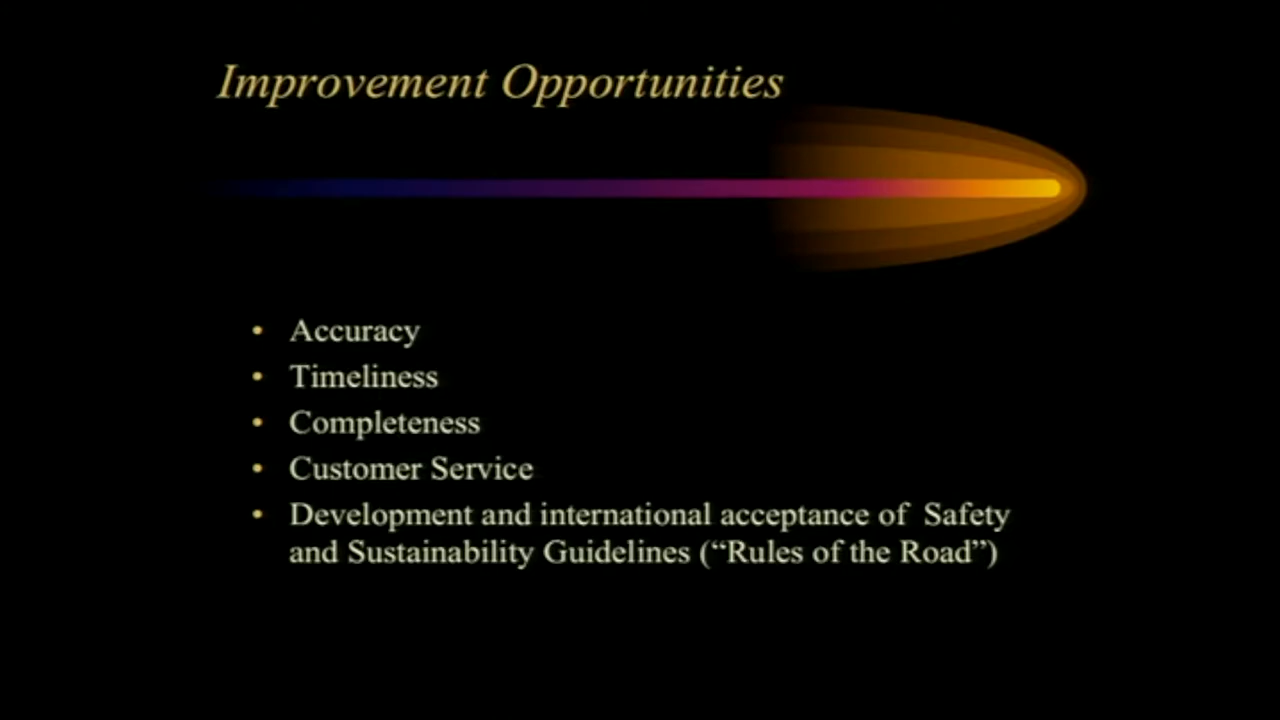 Improvement Opportunities
• Accuracy
• Timeliness
• Completeness
• Customer Service
• Development and international acceptance of  Safety
and Sustainability Guidelines (“Rules of the Road”)